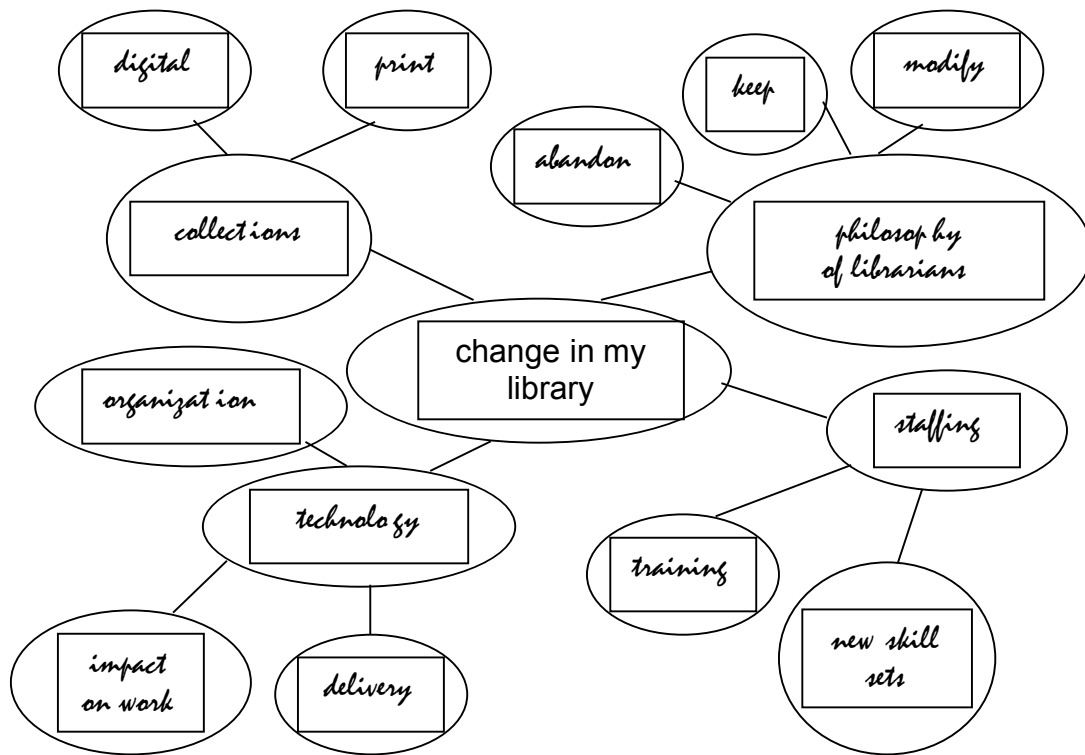 digital
print
keep
modify
abandon
collections
philosophy
of librarians
change in my
library
organization
staffing
technology
training
impact
on work
delivery
new skill
sets